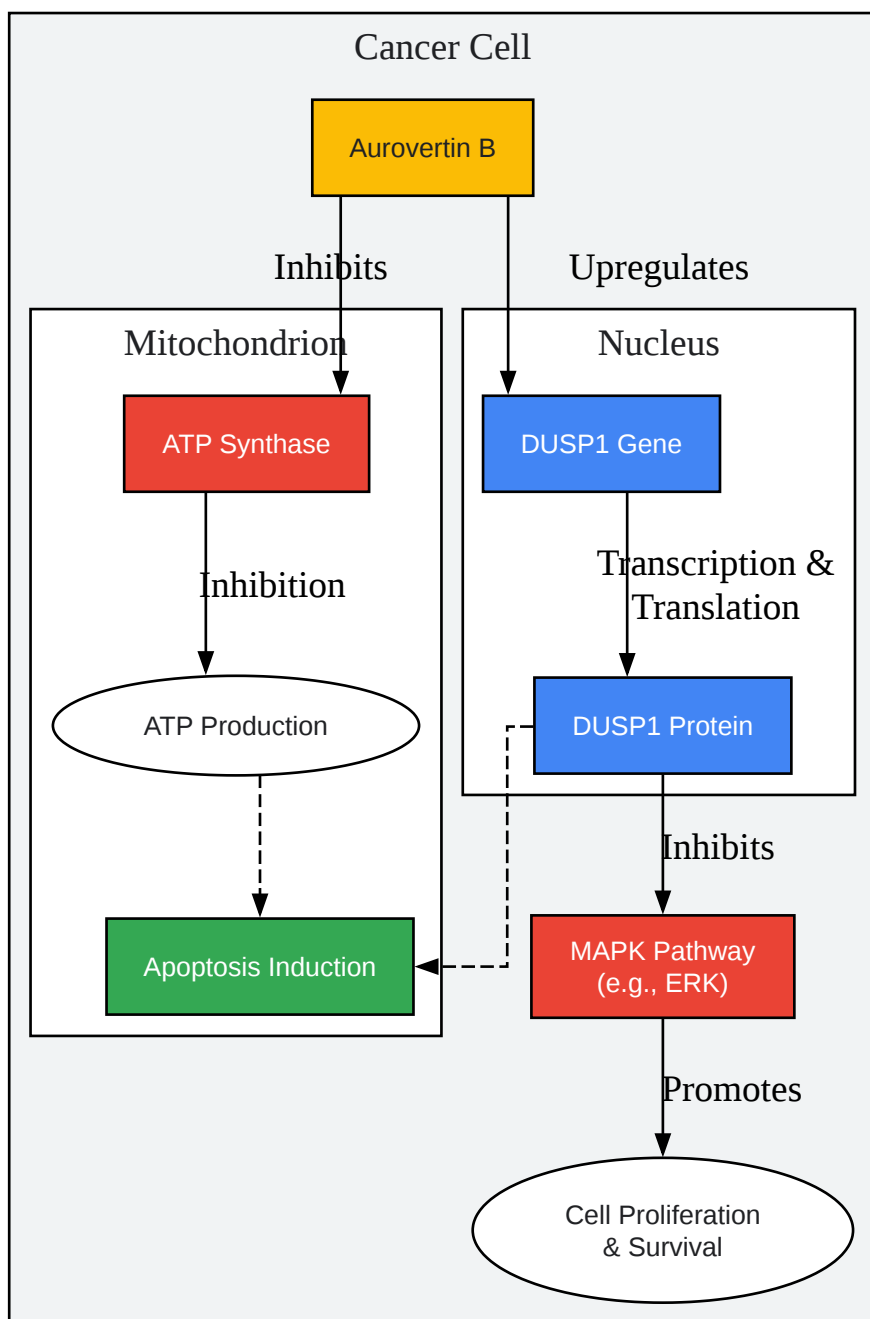 Cancer Cell
Aurovertin B
Inhibits
Upregulates
Mitochondrion
Nucleus
ATP Synthase
DUSP1 Gene
Inhibition
Transcription &
Translation
ATP Production
DUSP1 Protein
Inhibits
Apoptosis Induction
MAPK Pathway
(e.g., ERK)
Promotes
Cell Proliferation
& Survival